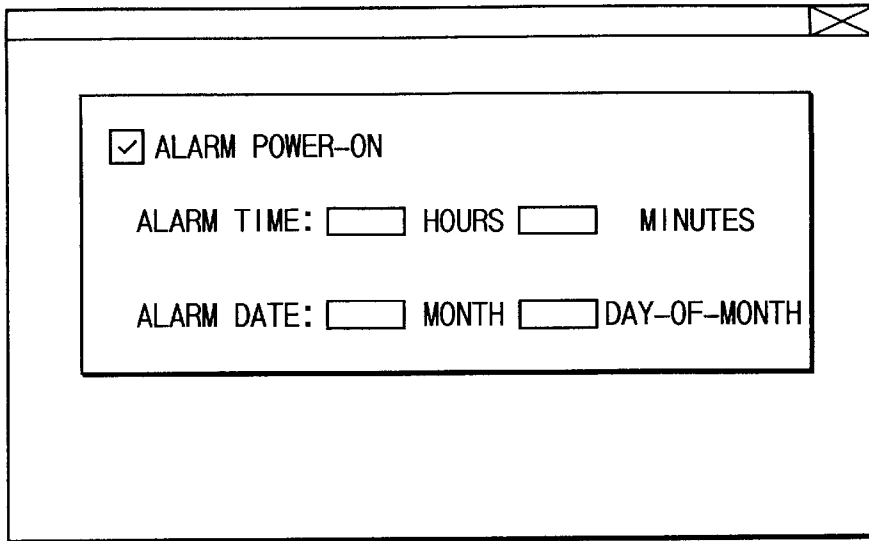 ALARM POWER-ON
ALARM TIME: HOURS MINUTES
ALARM DATE: MONTH DAY-OF-MONTH